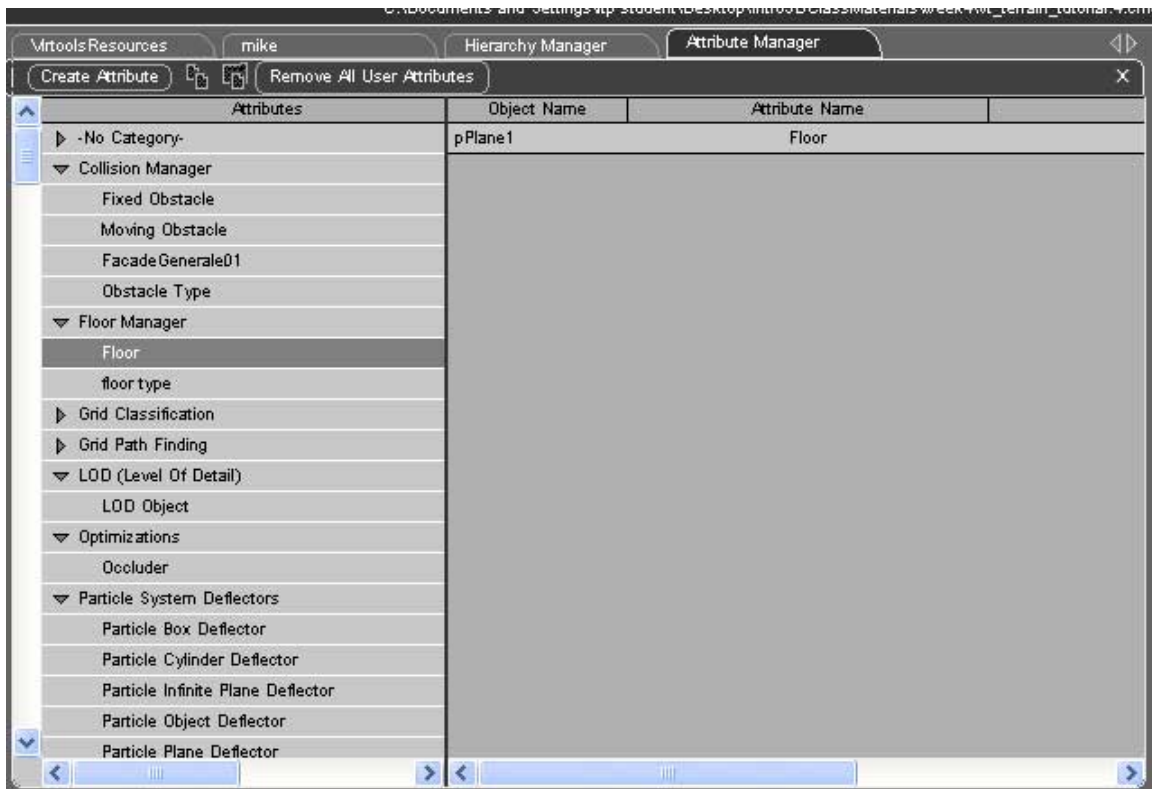 VirtoolsResources mike Hierarchy Manager Attribute Manager
Create Attribute Remove All User Attributes X
Attributes Object Name Attribute Name
-No Category- pPlane1 Floor
Collision Manager
Fixed Obstacle
Moving Obstacle
FacadeGenerale01
Obstacle Type
Floor Manager
Floor
floor type
Grid Classification
Grid Path Finding
LOD (Level Of Detail)
LOD Object
Optimizations
Occluder
Particle System Deflectors
Particle Box Deflector
Particle Cylinder Deflector
Particle Infinite Plane Deflector
Particle Object Deflector
Particle Plane Deflector